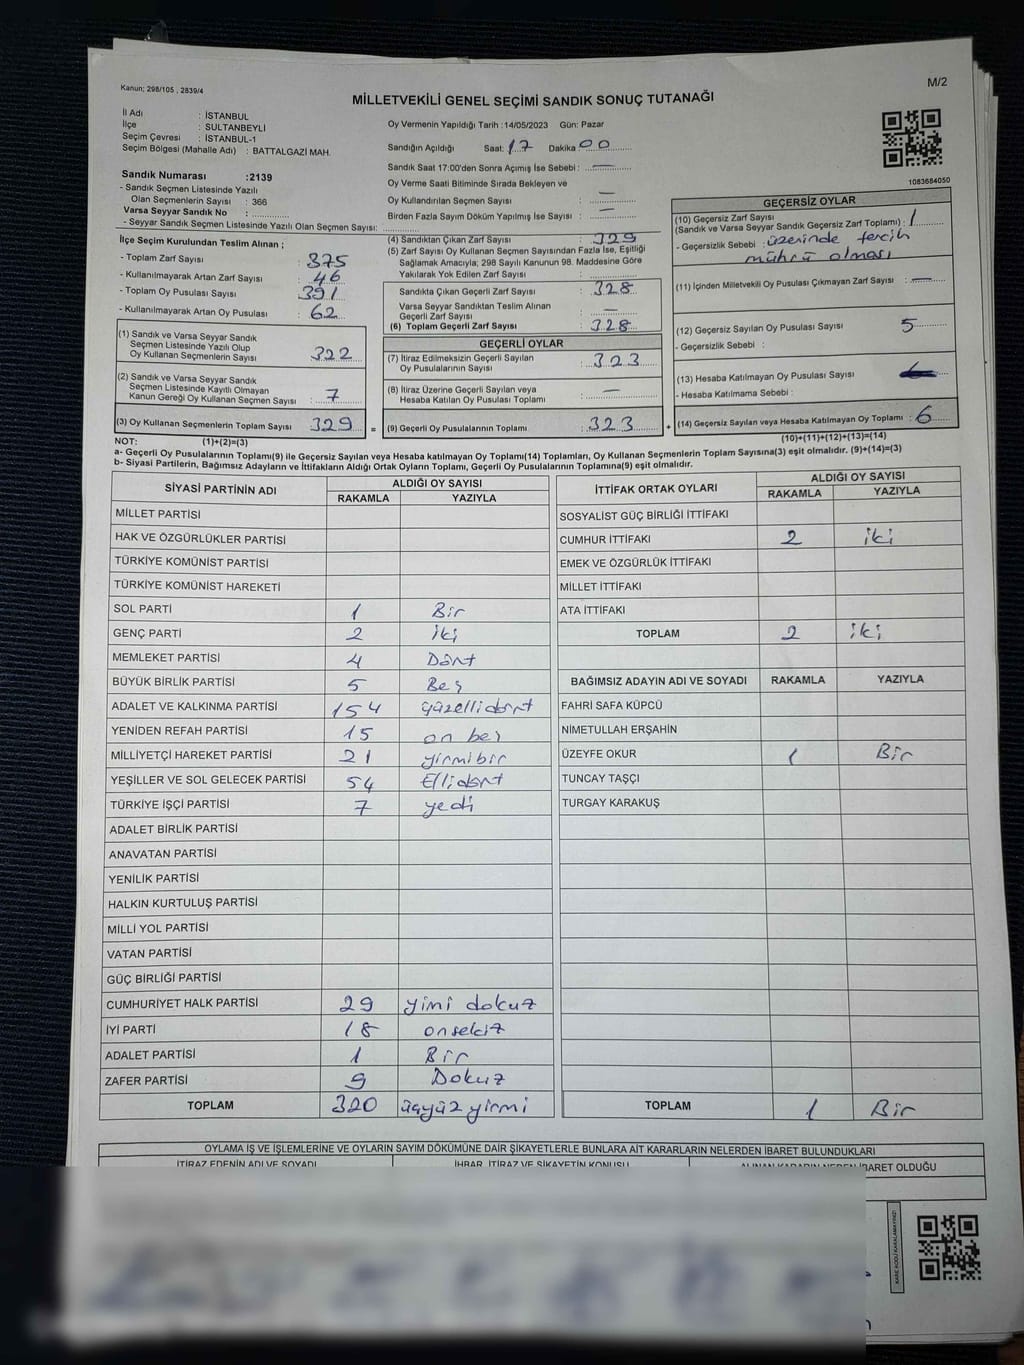 Kanun; 298/105 , 2839/4
M/2
MİLLETVEKİLİ GENEL SEÇİMİ SANDIK SONUÇ TUTANAĞI
İl Adı : İSTANBUL
İlçe : SULTANBEYLİ
Seçim Çevresi : İSTANBUL-1
Seçim Bölgesi (Mahalle Adı) : BATTALGAZİ MAH.
Sandık Numarası :2139
- Sandık Seçmen Listesinde Yazılı
Olan Seçmenlerin Sayısı : 366
Varsa Seyyar Sandık No : ............
- Seyyar Sandık Seçmen Listesinde Yazılı Olan Seçmen Sayısı: ............
İlçe Seçim Kurulundan Teslim Alınan ;
- Toplam Zarf Sayısı : 375
- Kullanılmayarak Artan Zarf Sayısı : 46
- Toplam Oy Pusulası Sayısı : 391
- Kullanılmayarak Artan Oy Pusulası : 62
(1) Sandık ve Varsa Seyyar Sandık
Seçmen Listesinde Yazılı Olup
Oy Kullanan Seçmenlerin Sayısı : 322
(2) Sandık ve Varsa Seyyar Sandık
Seçmen Listesinde Kayıtlı Olmayan
Kanun Gereği Oy Kullanan Seçmen Sayısı : 7
(3) Oy Kullanan Seçmenlerin Toplam Sayısı : 329 =
Oy Vermenin Yapıldığı Tarih :14/05/2023 Gün: Pazar
Sandığın Açıldığı Saat: 17 Dakika 00
Sandık Saat 17:00'den Sonra Açımış İse Sebebi : —
Oy Verme Saati Bitiminde Sırada Bekleyen ve
Oy Kullandırılan Seçmen Sayısı : —
Birden Fazla Sayım Döküm Yapılmış İse Sayısı : —
(4) Sandıktan Çıkan Zarf Sayısı : 329
(5) Zarf Sayısı Oy Kullanan Seçmen Sayısından Fazla İse, Eşitliği
Sağlamak Amacıyla; 298 Sayılı Kanunun 98. Maddesine Göre
Yakılarak Yok Edilen Zarf Sayısı : ............
Sandıkta Çıkan Geçerli Zarf Sayısı : 328
Varsa Seyyar Sandıktan Teslim Alınan
Geçerli Zarf Sayısı : —
(6) Toplam Geçerli Zarf Sayısı : 328
GEÇERLİ OYLAR
(7) İtiraz Edilmeksizin Geçerli Sayılan
Oy Pusulalarının Sayısı : 323
(8) İtiraz Üzerine Geçerli Sayılan veya
Hesaba Katılan Oy Pusulası Toplamı : —
(9) Geçerli Oy Pusulalarının Toplamı : 323 +
1083684050
GEÇERSİZ OYLAR
(10) Geçersiz Zarf Sayısı
(Sandık ve Varsa Seyyar Sandık Geçersiz Zarf Toplamı) : 1
- Geçersizlik Sebebi : üzerinde tercih
mührü olması
(11) İçinden Milletvekili Oy Pusulası Çıkmayan Zarf Sayısı : —
(12) Geçersiz Sayılan Oy Pusulası Sayısı : 5
- Geçersizlik Sebebi :
(13) Hesaba Katılmayan Oy Pusulası Sayısı :
- Hesaba Katılmama Sebebi :
(14) Geçersiz Sayılan veya Hesaba Katılmayan Oy Toplamı : 6
NOT: (1)+(2)=(3)
(10)+(11)+(12)+(13)=(14)
a- Geçerli Oy Pusulalarının Toplamı(9) ile Geçersiz Sayılan veya Hesaba katılmayan Oy Toplamı(14) Toplamları, Oy Kullanan Seçmenlerin Toplam Sayısına(3) eşit olmalıdır. (9)+(14)=(3)
b- Siyasi Partilerin, Bağımsız Adayların ve İttifakların Aldığı Ortak Oyların Toplamı, Geçerli Oy Pusulalarının Toplamına(9) eşit olmalıdır.
SİYASİ PARTİNİN ADI
ALDIĞI OY SAYISI
RAKAMLA YAZIYLA
MİLLET PARTİSİ
HAK VE ÖZGÜRLÜKLER PARTİSİ
TÜRKİYE KOMÜNİST PARTİSİ
TÜRKİYE KOMÜNİST HAREKETİ
SOL PARTİ 1 Bir
GENÇ PARTİ 2 iki
MEMLEKET PARTİSİ 4 Dört
BÜYÜK BİRLİK PARTİSİ 5 Beş
ADALET VE KALKINMA PARTİSİ 154 yüzellidört
YENİDEN REFAH PARTİSİ 15 on beş
MİLLİYETÇİ HAREKET PARTİSİ 21 yirmibir
YEŞİLLER VE SOL GELECEK PARTİSİ 54 Ellidört
TÜRKİYE İŞÇİ PARTİSİ 7 yedi
ADALET BİRLİK PARTİSİ
ANAVATAN PARTİSİ
YENİLİK PARTİSİ
HALKIN KURTULUŞ PARTİSİ
MİLLİ YOL PARTİSİ
VATAN PARTİSİ
GÜÇ BİRLİĞİ PARTİSİ
CUMHURİYET HALK PARTİSİ 29 yimi dokuz
İYİ PARTİ 18 onsekiz
ADALET PARTİSİ 1 Bir
ZAFER PARTİSİ 9 Dokuz
TOPLAM 320 üçyüz yirmi
İTTİFAK ORTAK OYLARI
ALDIĞI OY SAYISI
RAKAMLA YAZIYLA
SOSYALİST GÜÇ BİRLİĞİ İTTİFAKI
CUMHUR İTTİFAKI 2 iki
EMEK VE ÖZGÜRLÜK İTTİFAKI
MİLLET İTTİFAKI
ATA İTTİFAKI
TOPLAM 2 iki
BAĞIMSIZ ADAYIN ADI VE SOYADI RAKAMLA YAZIYLA
FAHRİ SAFA KÜPCÜ
NİMETULLAH ERŞAHİN
ÜZEYFE OKUR 1 Bir
TUNCAY TAŞÇI
TURGAY KARAKUŞ
TOPLAM 1 Bir
OYLAMA İŞ VE İŞLEMLERİNE VE OYLARIN SAYIM DÖKÜMÜNE DAİR ŞİKAYETLERLE BUNLARA AİT KARARLARIN NELERDEN İBARET BULUNDUKLARI
İTİRAZ EDENİN ADI VE SOYADI İHBAR, İTİRAZ VE ŞİKAYETİN KONUSU ALINAN KARARIN NEDEN İBARET OLDUĞU
KARE KODU KARALAMAYINIZ!